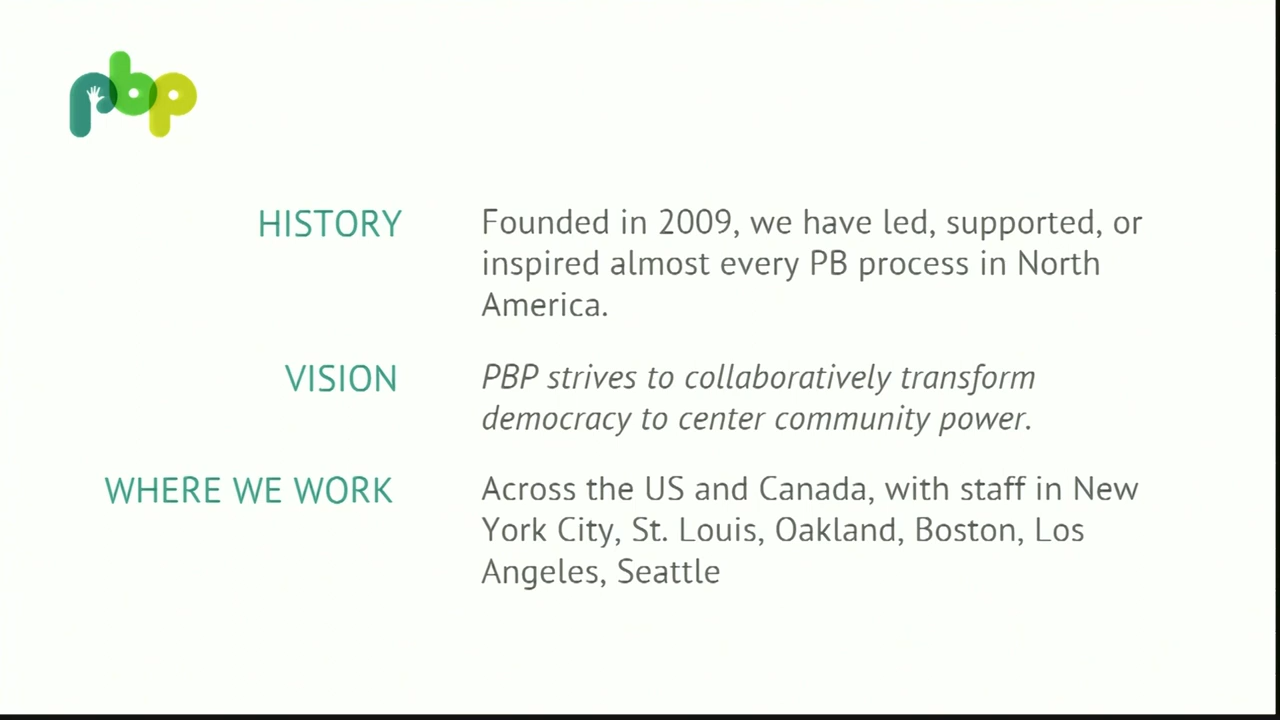 pbp
HISTORY
Founded in 2009, we have led, supported, or
inspired almost every PB process in North
America.
VISION
PBP strives to collaboratively transform
democracy to center community power.
WHERE WE WORK
Across the US and Canada, with staff in New
York City, St. Louis, Oakland, Boston, Los
Angeles, Seattle